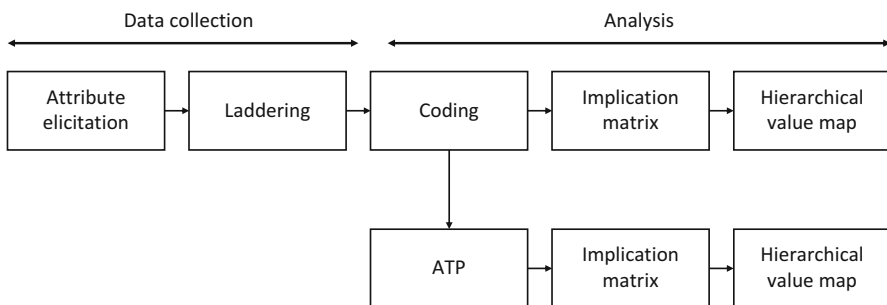 Data collection
Analysis
Attribute
elicitation
Laddering
Coding
Implication
matrix
Hierarchical
value map
ATP
Implication
matrix
Hierarchical
value map